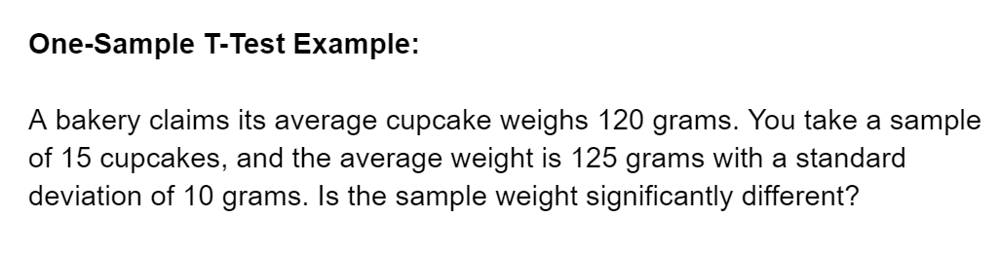 One-Sample T-Test Example:
A bakery claims its average cupcake weighs 120 grams. You take a sample
of 15 cupcakes, and the average weight is 125 grams with a standard
deviation of 10 grams. Is the sample weight significantly different?